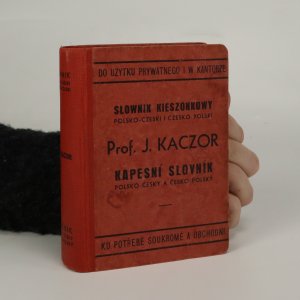 DO UŻYTKU PRYWATNEGO I W KANTORZE
SŁOWNIK KIESZONKOWY
POLSKO-CZESKI I CZESKO-POLSKI
Prof. J. KACZOR
KAPESNÍ SLOVNÍK
POLSKO-ČESKÝ A ČESKO-POLSKÝ
KU POTŘEBĚ SOUKROMÉ A OBCHODNÍ
KACZOR